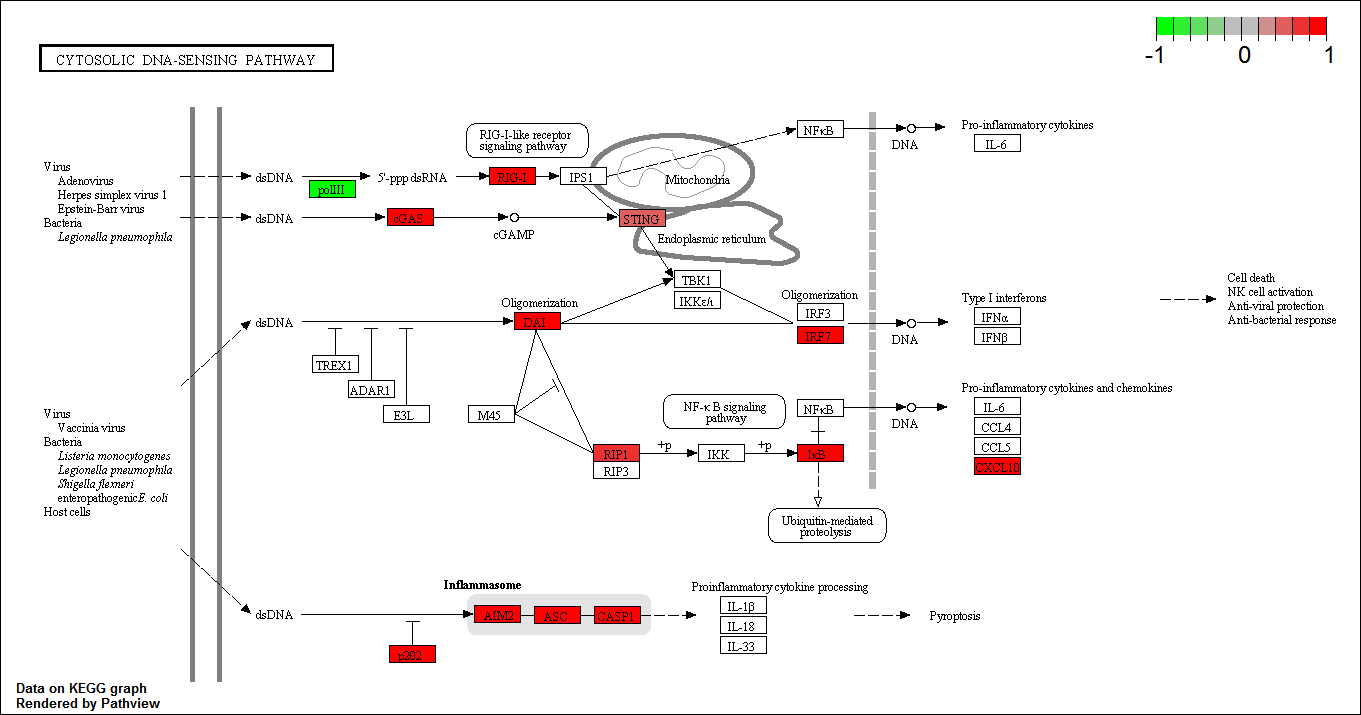 -1 0 1
CYTOSOLIC DNA-SENSING PATHWAY
RIG-I-like receptor
signaling pathway
NFκB
DNA
Pro-inflammatory cytokines
IL-6
Virus
Adenovirus
Herpes simplex virus 1
Epstein-Barr virus
Bacteria
Legionella pneumophila
dsDNA
polIII
5'-ppp dsRNA
RIG-I
IPS1
Mitochondria
dsDNA
cGAS
cGAMP
STING
Endoplasmic reticulum
TBK1
IKKε/ι
Oligomerization
DAI
dsDNA
TREX1
ADAR1
E3L
M45
Oligomerization
IRF3
IRF7
DNA
Type I interferons
IFNα
IFNβ
Cell death
NK cell activation
Anti-viral protection
Anti-bacterial response
Virus
Vaccinia virus
Bacteria
Listeria monocytogenes
Legionella pneumophila
Shigella flexneri
enteropathogenicE. coli
Host cells
NF-κ B signaling
pathway
NFκB
DNA
Pro-inflammatory cytokines and chemokines
IL-6
CCL4
CCL5
CXCL10
RIP1
RIP3
+p
IKK
+p
IκB
Ubiquitin-mediated
proteolysis
Inflammasome
dsDNA
AIM2
ASC
CASP1
p202
Proinflammatory cytokine processing
IL-1β
IL-18
IL-33
Pyroptosis
Data on KEGG graph
Rendered by Pathview